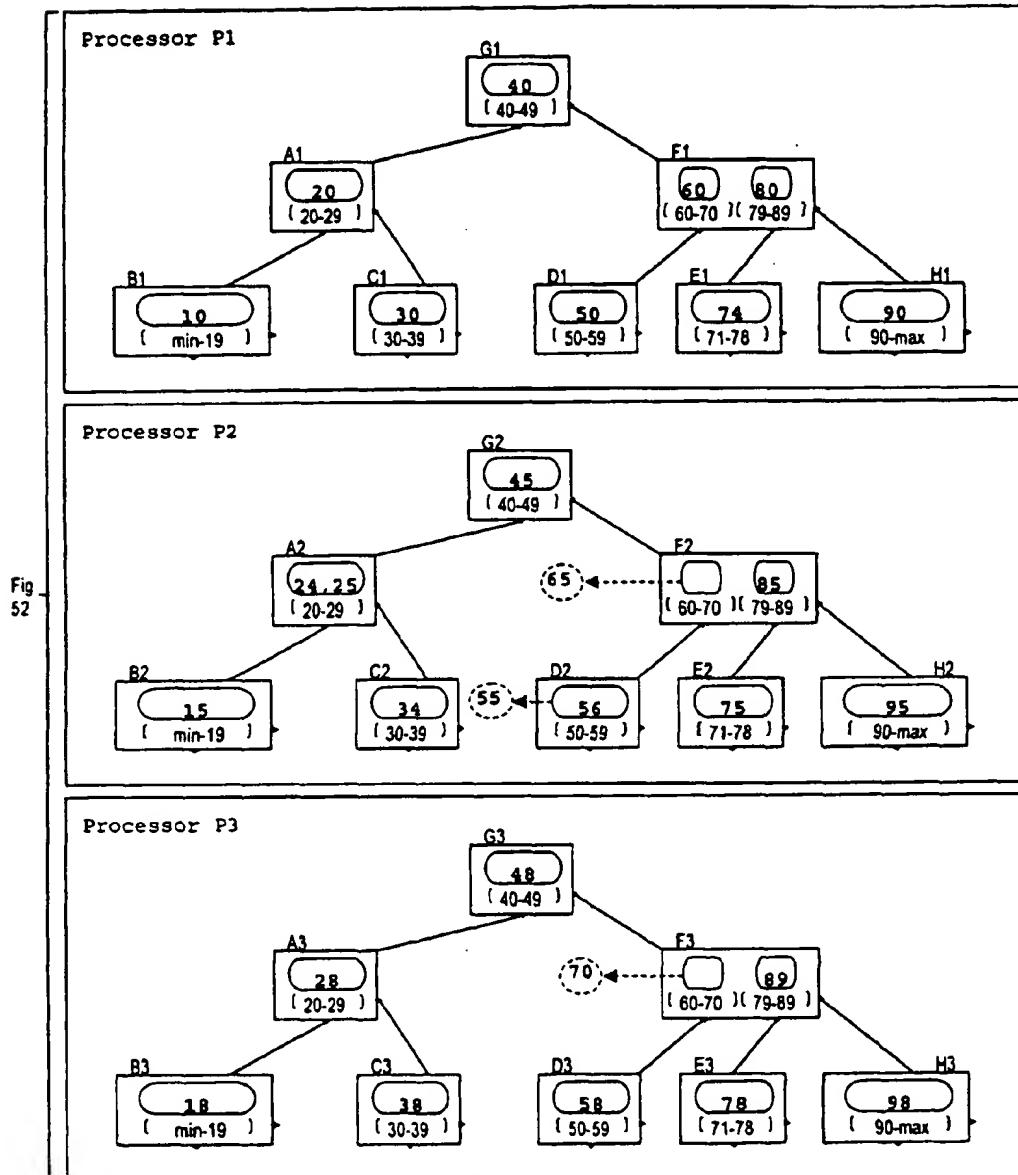 Processor P1
G1
40
( 40-49 )
A1
20
( 20-29 )
F1
60 80
( 60-70 )( 79-89 )
B1
10
( min-19 )
C1
30
( 30-39 )
D1
50
( 50-59 )
E1
74
( 71-78 )
H1
90
( 90-max )
Processor P2
G2
45
( 40-49 )
A2
24,25
( 20-29 )
65
F2
85
( 60-70 )( 79-89 )
Fig
52
B2
15
( min-19 )
C2
34
( 30-39 )
55
D2
56
( 50-59 )
E2
75
( 71-78 )
H2
95
( 90-max )
Processor P3
G3
48
( 40-49 )
A3
28
( 20-29 )
70
F3
89
( 60-70 )( 79-89 )
B3
18
( min-19 )
C3
38
( 30-39 )
D3
58
( 50-59 )
E3
78
( 71-78 )
H3
98
( 90-max )